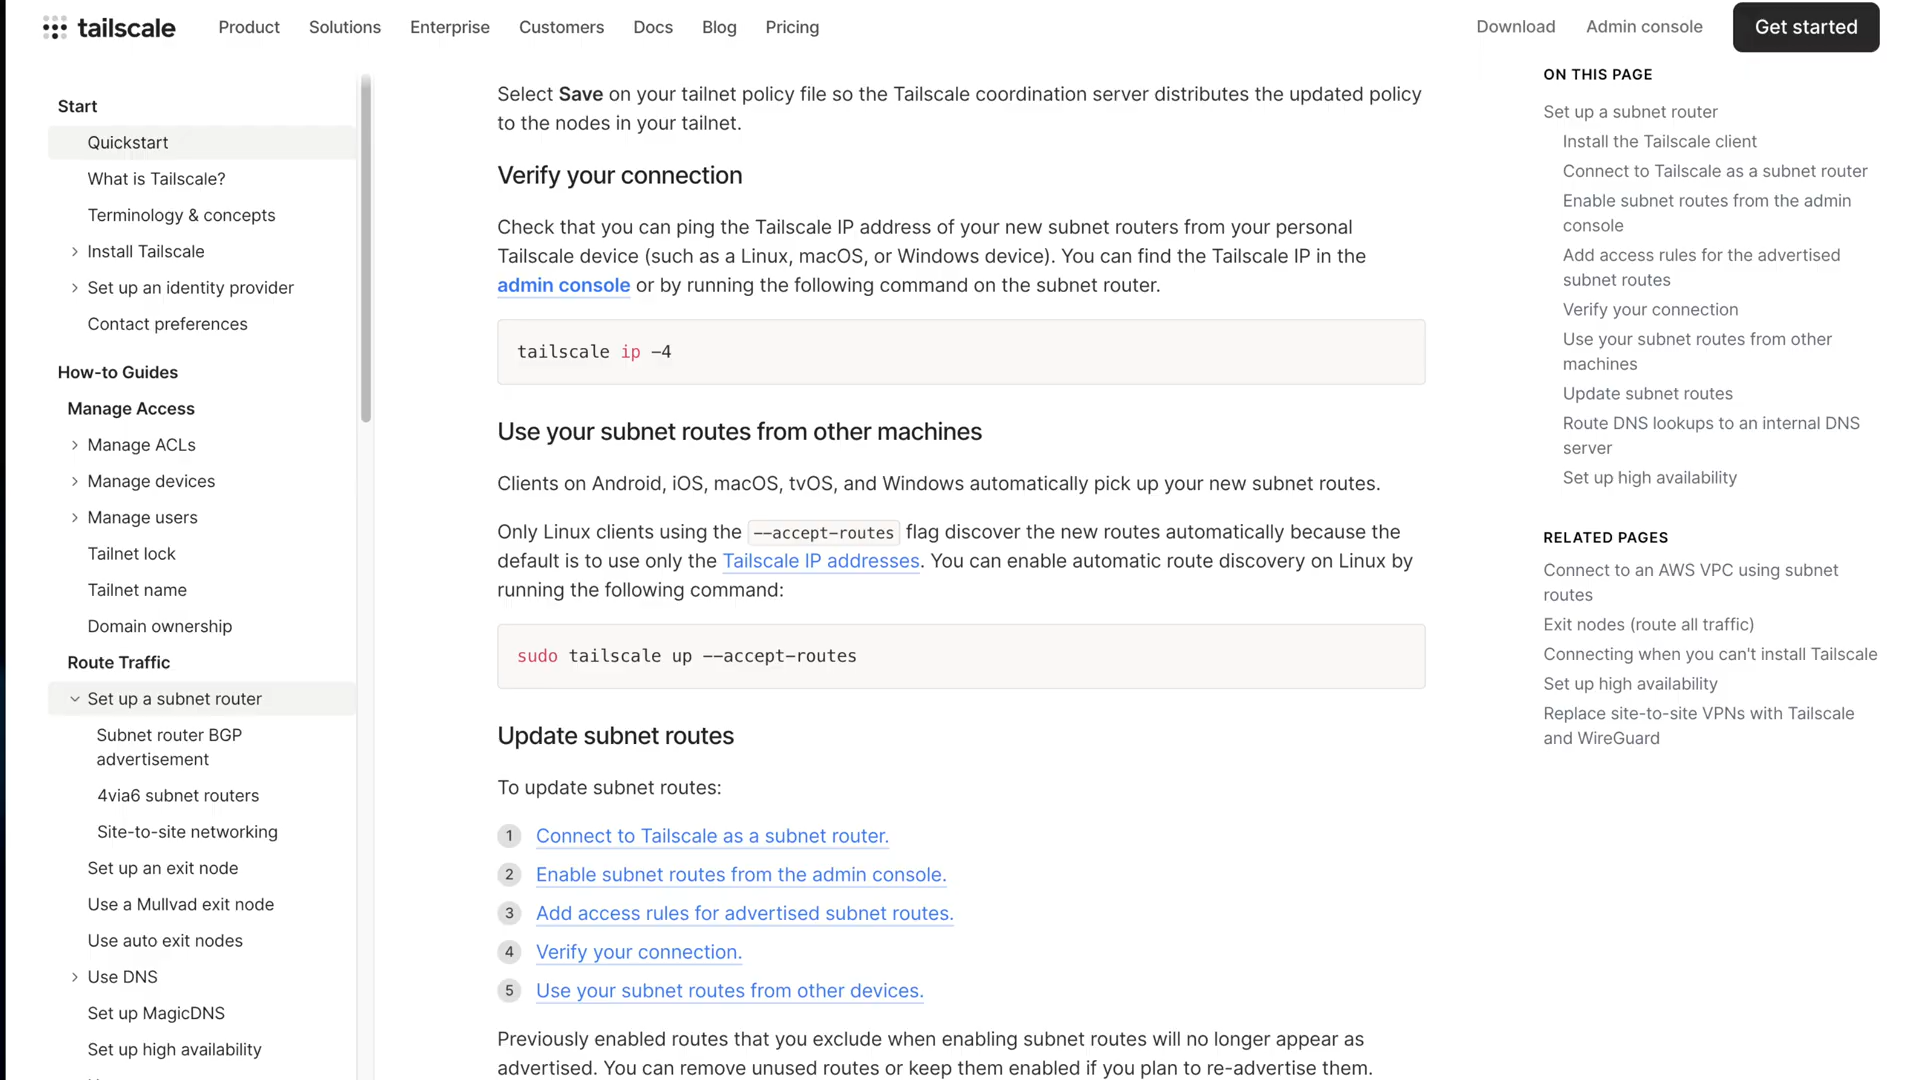 tailscale
Product
Solutions
Enterprise
Customers
Docs
Blog
Pricing
Download
Admin console
Get started
Start
Quickstart
What is Tailscale?
Terminology & concepts
Install Tailscale
Set up an identity provider
Contact preferences
How-to Guides
Manage Access
Manage ACLs
Manage devices
Manage users
Tailnet lock
Tailnet name
Domain ownership
Route Traffic
Set up a subnet router
Subnet router BGP
advertisement
4via6 subnet routers
Site-to-site networking
Set up an exit node
Use a Mullvad exit node
Use auto exit nodes
Use DNS
Set up MagicDNS
Set up high availability
Select Save on your tailnet policy file so the Tailscale coordination server distributes the updated policy
to the nodes in your tailnet.
Verify your connection
Check that you can ping the Tailscale IP address of your new subnet routers from your personal
Tailscale device (such as a Linux, macOS, or Windows device). You can find the Tailscale IP in the
admin console or by running the following command on the subnet router.
tailscale ip -4
Use your subnet routes from other machines
Clients on Android, iOS, macOS, tvOS, and Windows automatically pick up your new subnet routes.
Only Linux clients using the --accept-routes flag discover the new routes automatically because the
default is to use only the Tailscale IP addresses. You can enable automatic route discovery on Linux by
running the following command:
sudo tailscale up --accept-routes
Update subnet routes
To update subnet routes:
1 Connect to Tailscale as a subnet router.
2 Enable subnet routes from the admin console.
3 Add access rules for advertised subnet routes.
4 Verify your connection.
5 Use your subnet routes from other devices.
Previously enabled routes that you exclude when enabling subnet routes will no longer appear as
advertised. You can remove unused routes or keep them enabled if you plan to re-advertise them.
ON THIS PAGE
Set up a subnet router
Install the Tailscale client
Connect to Tailscale as a subnet router
Enable subnet routes from the admin
console
Add access rules for the advertised
subnet routes
Verify your connection
Use your subnet routes from other
machines
Update subnet routes
Route DNS lookups to an internal DNS
server
Set up high availability
RELATED PAGES
Connect to an AWS VPC using subnet
routes
Exit nodes (route all traffic)
Connecting when you can't install Tailscale
Set up high availability
Replace site-to-site VPNs with Tailscale
and WireGuard